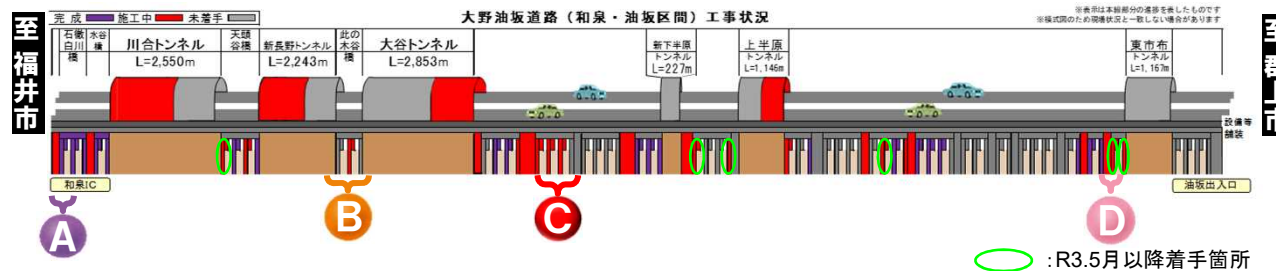 完成 施工中 未着手
大野油坂道路（和泉・油坂区間）工事状況
※表示は本線部分の進捗を表したものです
※模式図のため現場状況と一致しない場合があります
至 福井市
至 郡上市
石徹白川橋
水谷橋
川合トンネル
L=2,550m
天頭谷橋
新長野トンネル
L=2,243m
此の木谷橋
大谷トンネル
L=2,853m
新下半原
トンネル
L=227m
上半原
トンネル
L=1,146m
東市布
トンネル
L=1,167m
設備等
舗装
和泉IC
油坂出入口
A
B
C
D
：R3.5月以降着手箇所